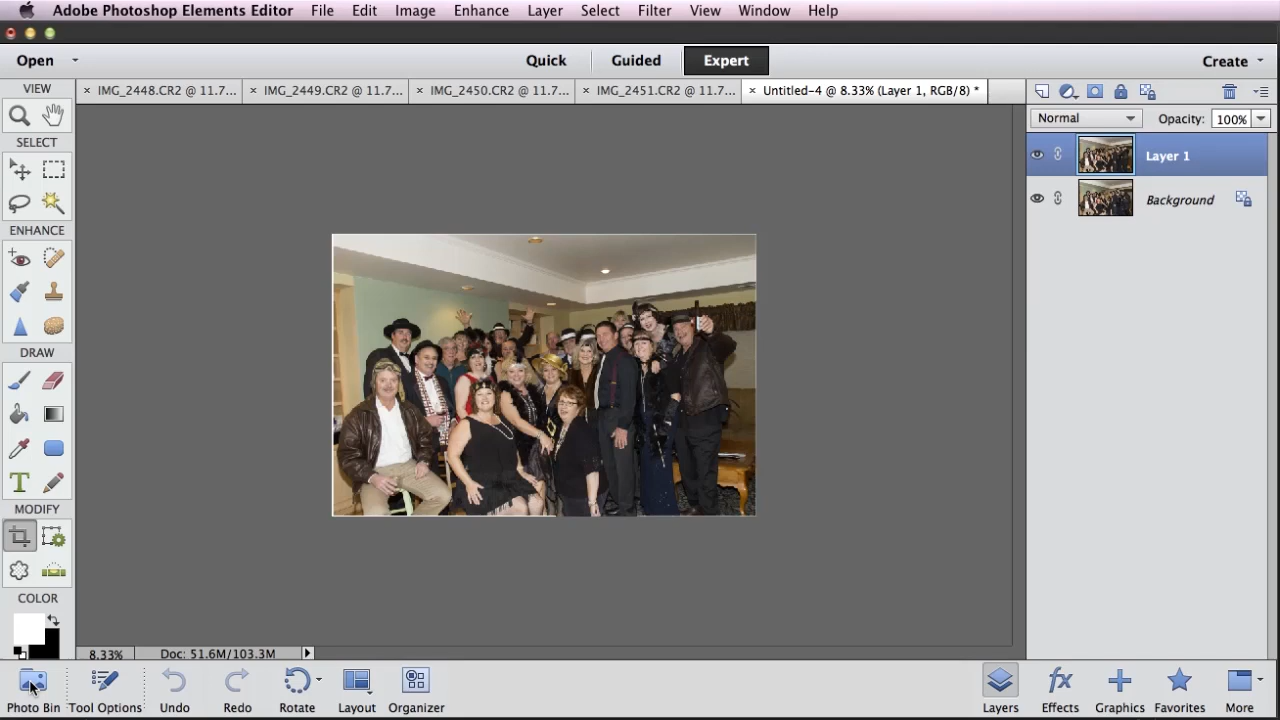 Adobe Photoshop Elements Editor File Edit Image Enhance Layer Select Filter View Window Help
Open Quick Guided Expert Create
VIEW × IMG_2448.CR2 @ 11.7... × IMG_2449.CR2 @ 11.7... × IMG_2450.CR2 @ 11.7... × IMG_2451.CR2 @ 11.7... × Untitled-4 @ 8.33% (Layer 1, RGB/8) *
Normal Opacity: 100%
SELECT
Layer 1
Background
ENHANCE
DRAW
T
MODIFY
COLOR
8.33% Doc: 51.6M/103.3M
Photo Bin Tool Options Undo Redo Rotate Layout Organizer Layers fx Effects Graphics Favorites More